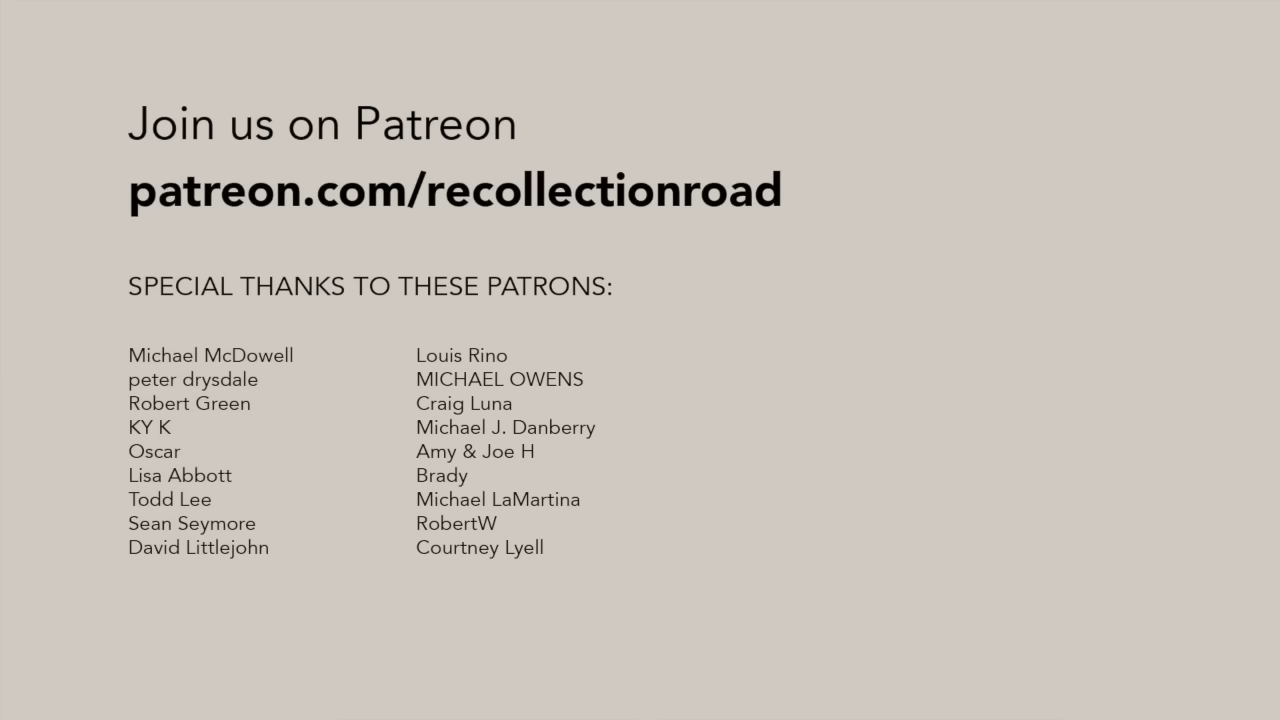 Join us on Patreon
patreon.com/recollectionroad
SPECIAL THANKS TO THESE PATRONS:
Michael McDowell
peter drysdale
Robert Green
KY K
Oscar
Lisa Abbott
Todd Lee
Sean Seymore
David Littlejohn
Louis Rino
MICHAEL OWENS
Craig Luna
Michael J. Danberry
Amy & Joe H
Brady
Michael LaMartina
RobertW
Courtney Lyell